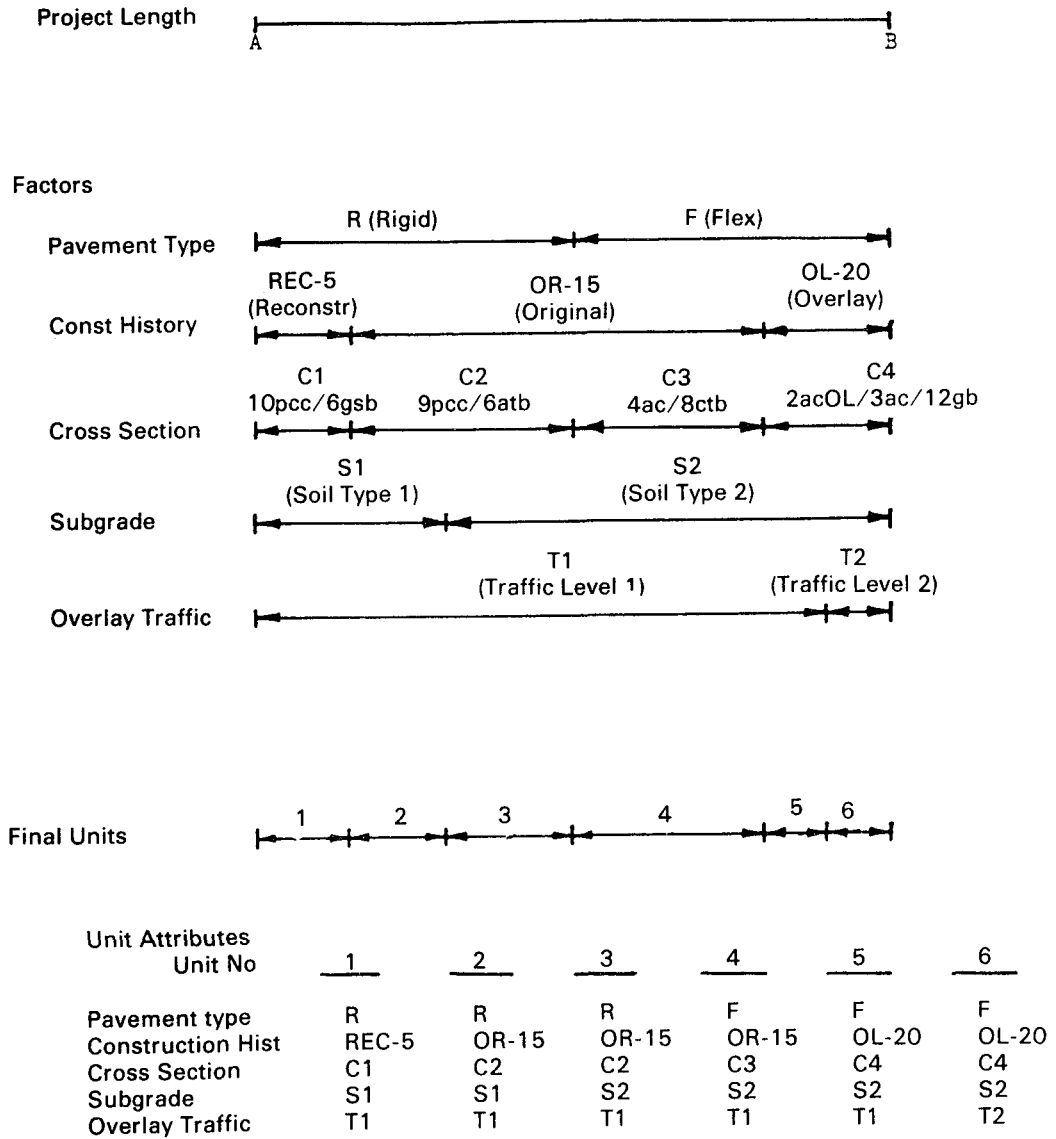 Project Length
A B
Factors
R (Rigid) F (Flex)
Pavement Type
REC-5 OR-15 OL-20
(Reconstr) (Original) (Overlay)
Const History
C1 C2 C3 C4
10pcc/6gsb 9pcc/6atb 4ac/8ctb 2acOL/3ac/12gb
Cross Section
S1 S2
(Soil Type 1) (Soil Type 2)
Subgrade
T1 T2
(Traffic Level 1) (Traffic Level 2)
Overlay Traffic
1 2 3 4 5 6
Final Units
Unit Attributes
Unit No 1 2 3 4 5 6
Pavement type R R R F F F
Construction Hist REC-5 OR-15 OR-15 OR-15 OL-20 OL-20
Cross Section C1 C2 C2 C3 C4 C4
Subgrade S1 S1 S2 S2 S2 S2
Overlay Traffic T1 T1 T1 T1 T1 T2